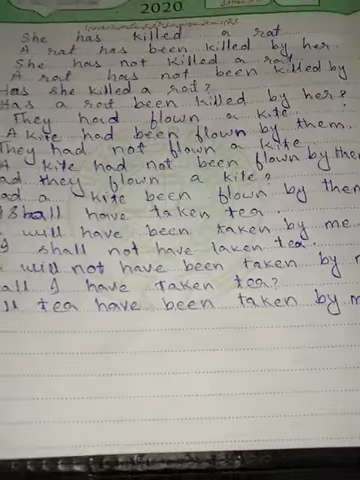 2020
She has killed a rat
A rat has been killed by her.
She has not killed a rat.
A rat has not been killed by
Has she killed a rat?
Has a rat been killed by her?
They had flown a kite.
A kite had been flown by them.
They had not flown a kite
A kite had not been flown by them
ad they flown a kite?
ad a kite been flown by them
I shall have taken tea.
will have been taken by me
I shall not have taken tea.
will not have been taken by
all I have taken tea?
ll tea have been taken by m